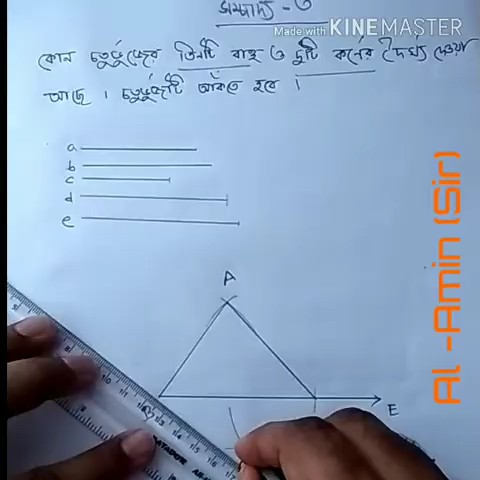 সম্পাদ্য - ৩
Made with KINEMASTER
কোন চতুর্ভুজের তিনটি বাহু ও দুটি কর্নের দৈর্ঘ্য দেওয়া
আছে । চতুর্ভুজটি আঁকতে হবে ।
a
b
c
d
e
Al -Amin (Sir)
A
E